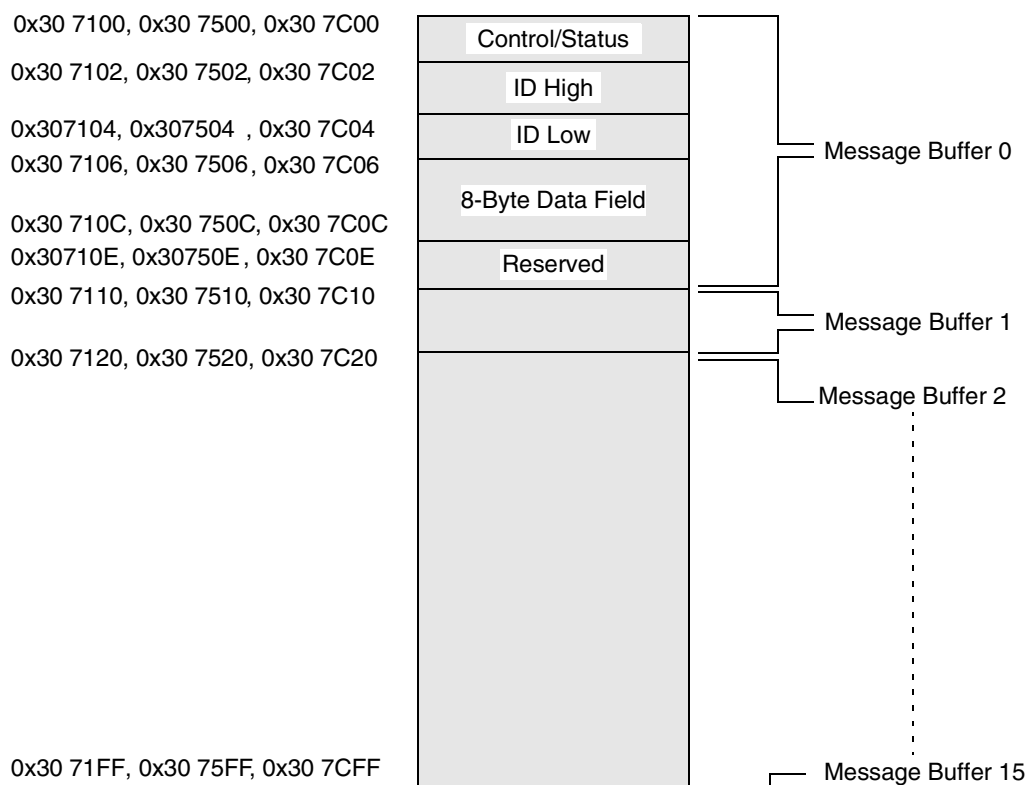 0x30 7100, 0x30 7500, 0x30 7C00
Control/Status
0x30 7102, 0x30 7502, 0x30 7C02
ID High
0x307104, 0x307504 , 0x30 7C04
ID Low
Message Buffer 0
0x30 7106, 0x30 7506, 0x30 7C06
8-Byte Data Field
0x30 710C, 0x30 750C, 0x30 7C0C
0x30710E, 0x30750E, 0x30 7C0E
Reserved
0x30 7110, 0x30 7510, 0x30 7C10
Message Buffer 1
0x30 7120, 0x30 7520, 0x30 7C20
Message Buffer 2
0x30 71FF, 0x30 75FF, 0x30 7CFF
Message Buffer 15